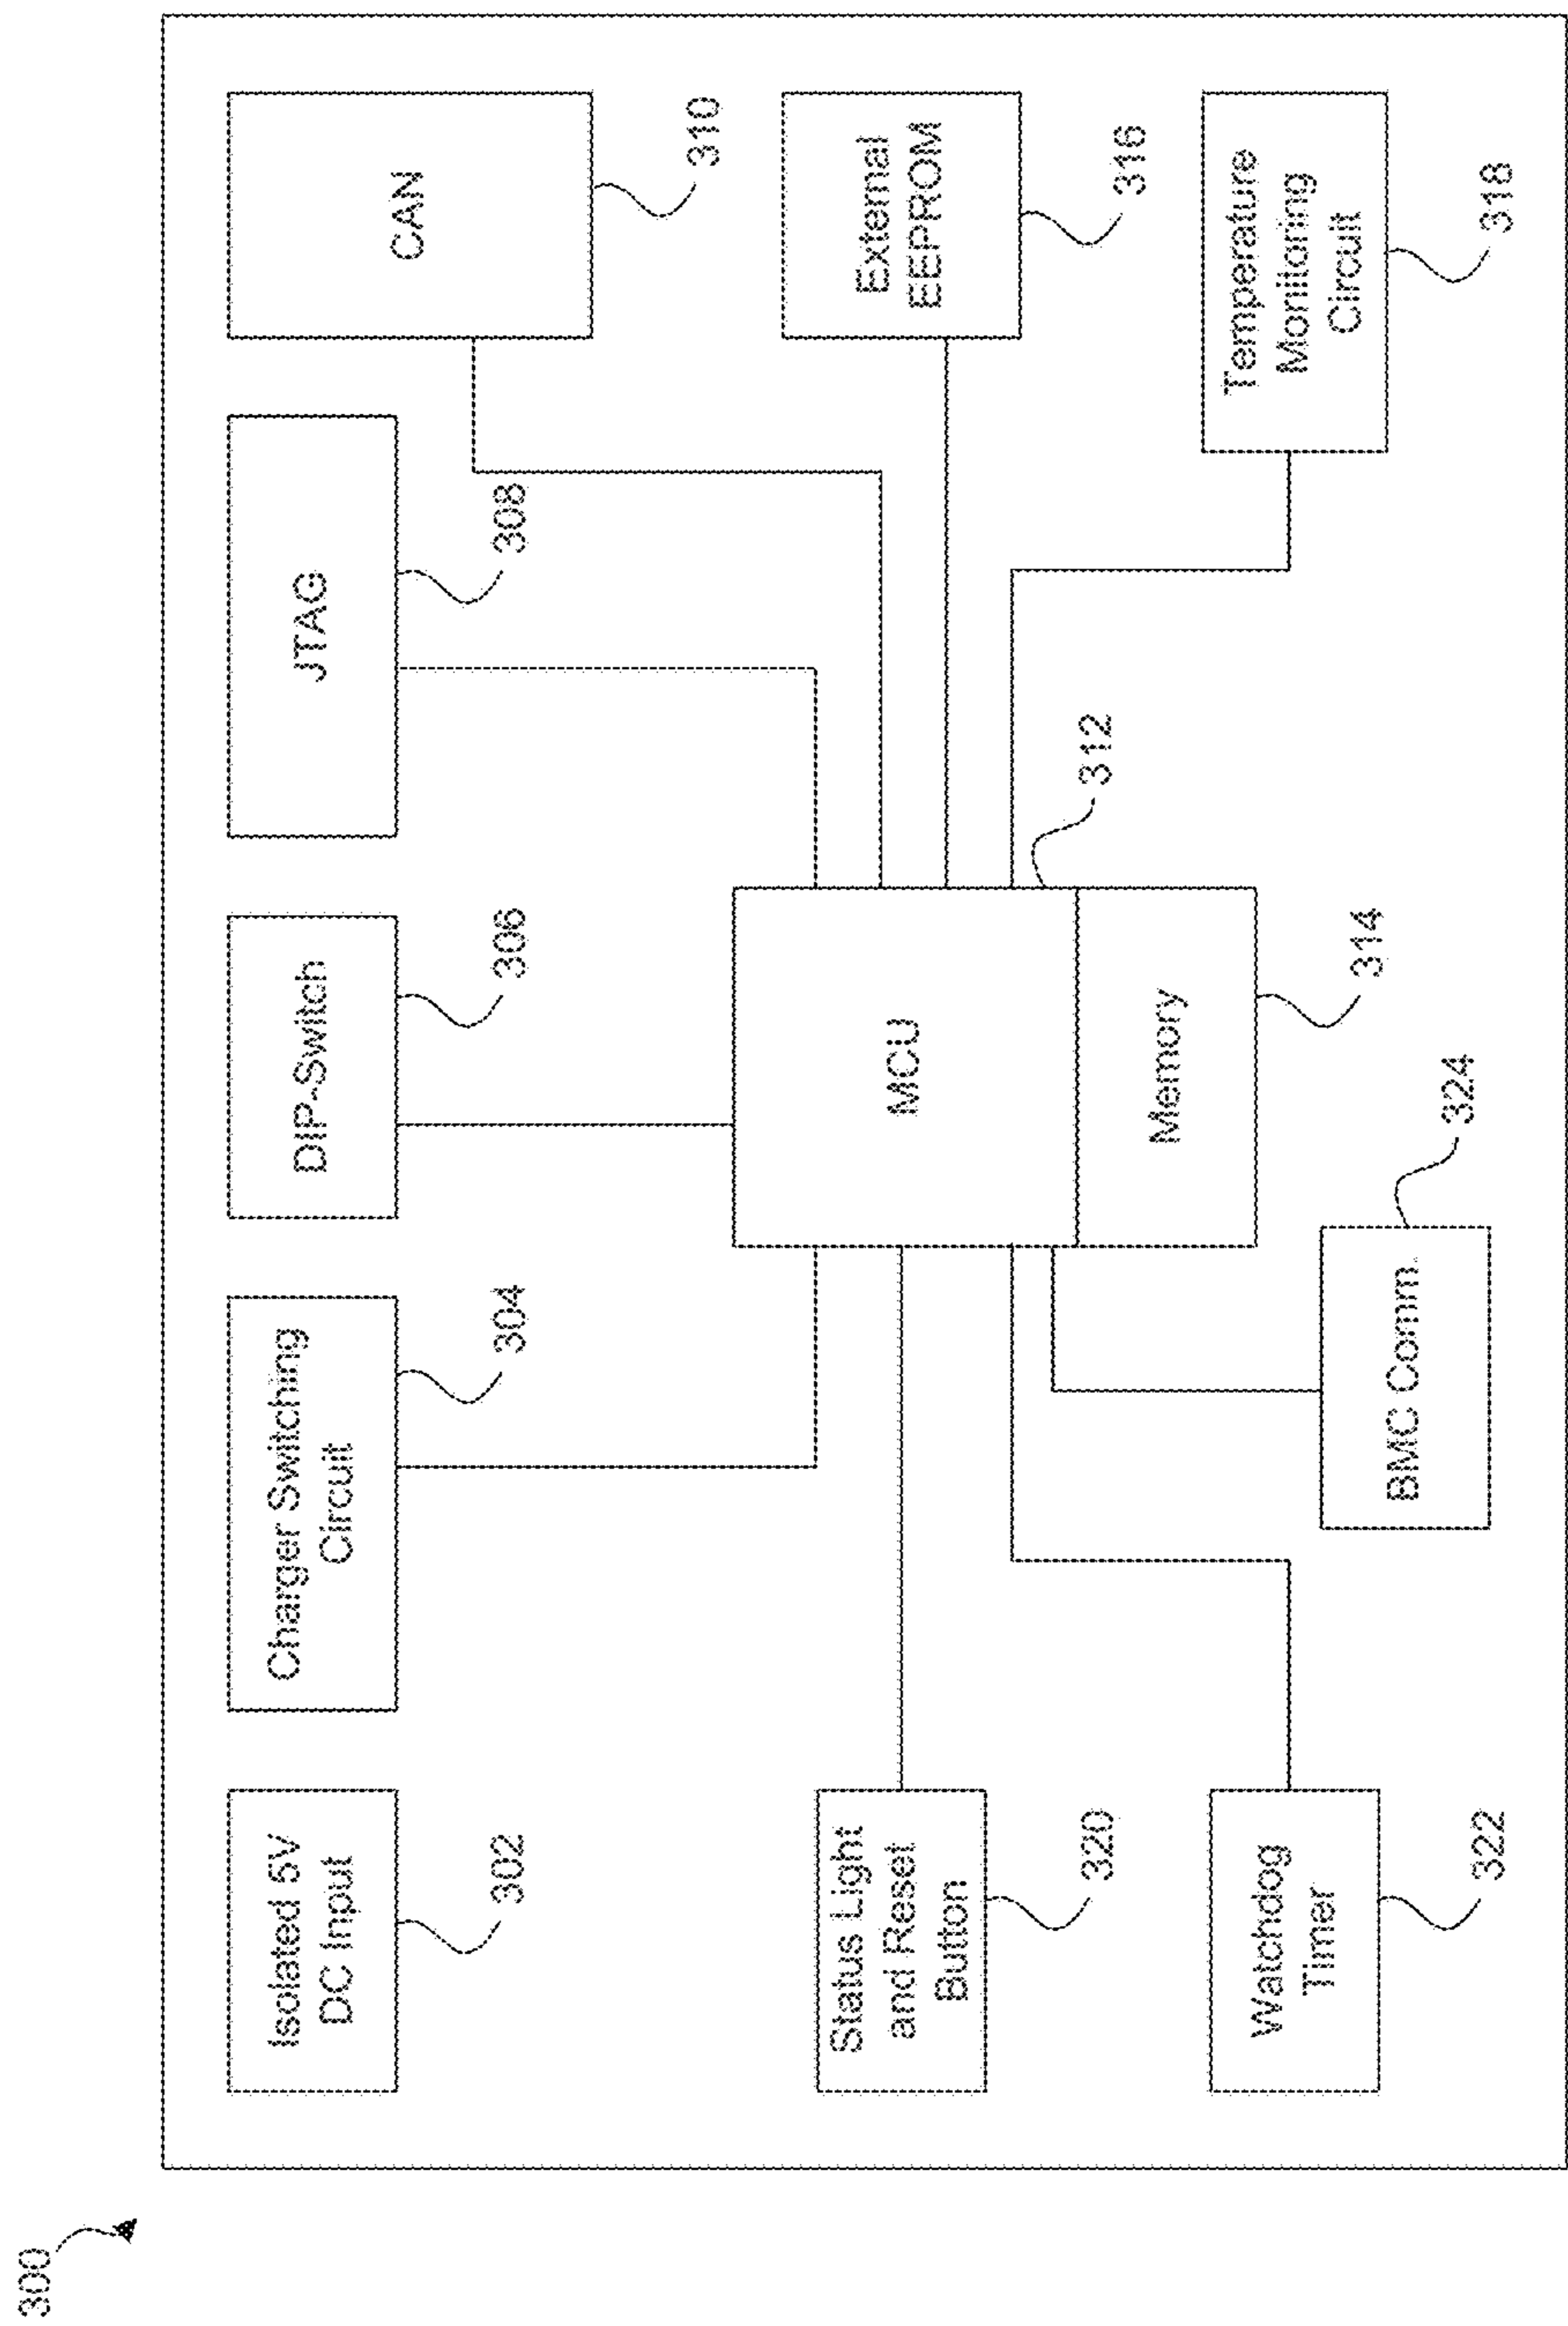 300
Isolated 5V
DC Input
302
Charger Switching
Circuit
304
DIP-Switch
306
JTAG
308
CAN
310
Status Light
and Reset
Button
320
MCU
312
Memory
314
External
EEPROM
316
Watchdog
Timer
322
BMC Comm.
324
Temperature
Monitoring
Circuit
318